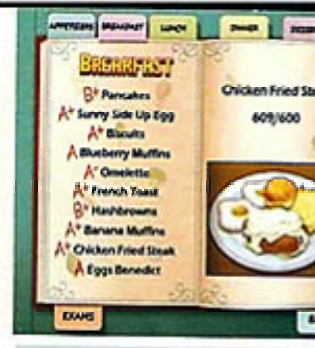 APPETIZERS BREAKFAST LUNCH DINNER
BREAKFAST
B+ Pancakes
A+ Sunny Side Up Egg
A+ Biscuits
A Blueberry Muffins
A+ Omelette
A+ French Toast
B+ Hashbrowns
A+ Banana Muffins
A+ Chicken Fried Steak
A Eggs Benedict
EXAMS
Chicken Fried
609/600